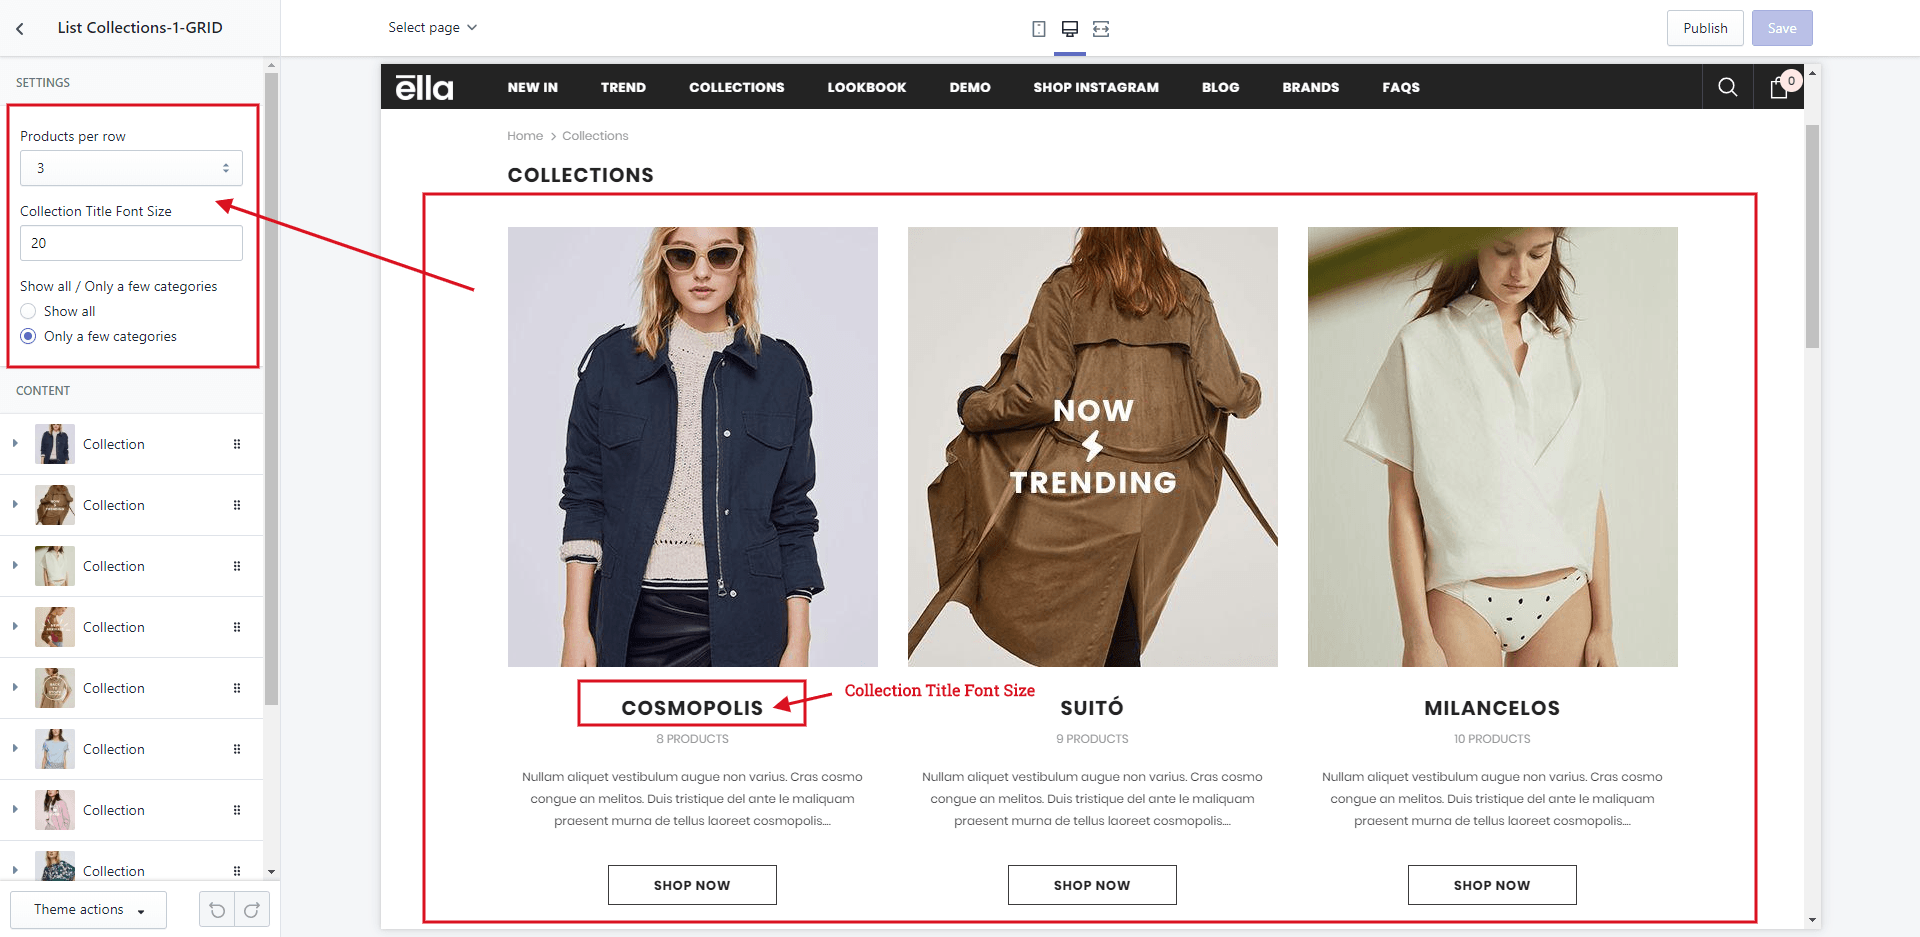 List Collections-1-GRID
Select page
Publish
Save
SETTINGS
Products per row
3
Collection Title Font Size
20
Show all / Only a few categories
Show all
Only a few categories
CONTENT
Collection
Collection
Collection
Collection
Collection
Collection
Collection
Collection
Theme actions
ēlla
NEW IN
TREND
COLLECTIONS
LOOKBOOK
DEMO
SHOP INSTAGRAM
BLOG
BRANDS
FAQS
0
Home > Collections
COLLECTIONS
NOW
TRENDING
Collection Title Font Size
COSMOPOLIS
8 PRODUCTS
Nullam aliquet vestibulum augue non varius. Cras cosmo
congue an melitos. Duis tristique del ante le maliquam
praesent murna de tellus laoreet cosmopolis....
SHOP NOW
SUITÓ
9 PRODUCTS
Nullam aliquet vestibulum augue non varius. Cras cosmo
congue an melitos. Duis tristique del ante le maliquam
praesent murna de tellus laoreet cosmopolis....
SHOP NOW
MILANCELOS
10 PRODUCTS
Nullam aliquet vestibulum augue non varius. Cras cosmo
congue an melitos. Duis tristique del ante le maliquam
praesent murna de tellus laoreet cosmopolis....
SHOP NOW